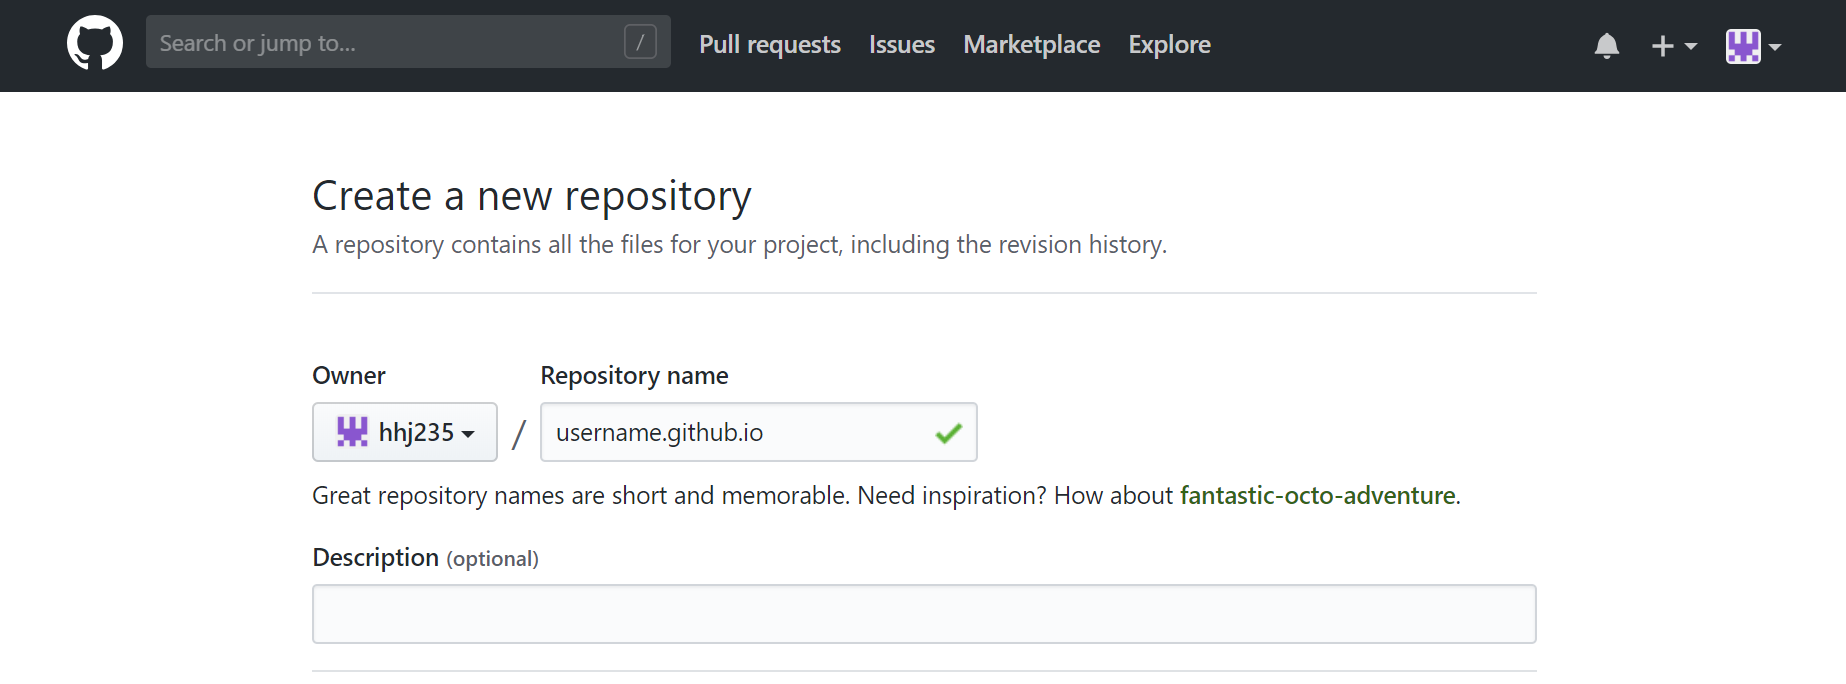 Search or jump to... /
Pull requests Issues Marketplace Explore
Create a new repository
A repository contains all the files for your project, including the revision history.
Owner Repository name
hhj235 / username.github.io
Great repository names are short and memorable. Need inspiration? How about fantastic-octo-adventure.
Description (optional)